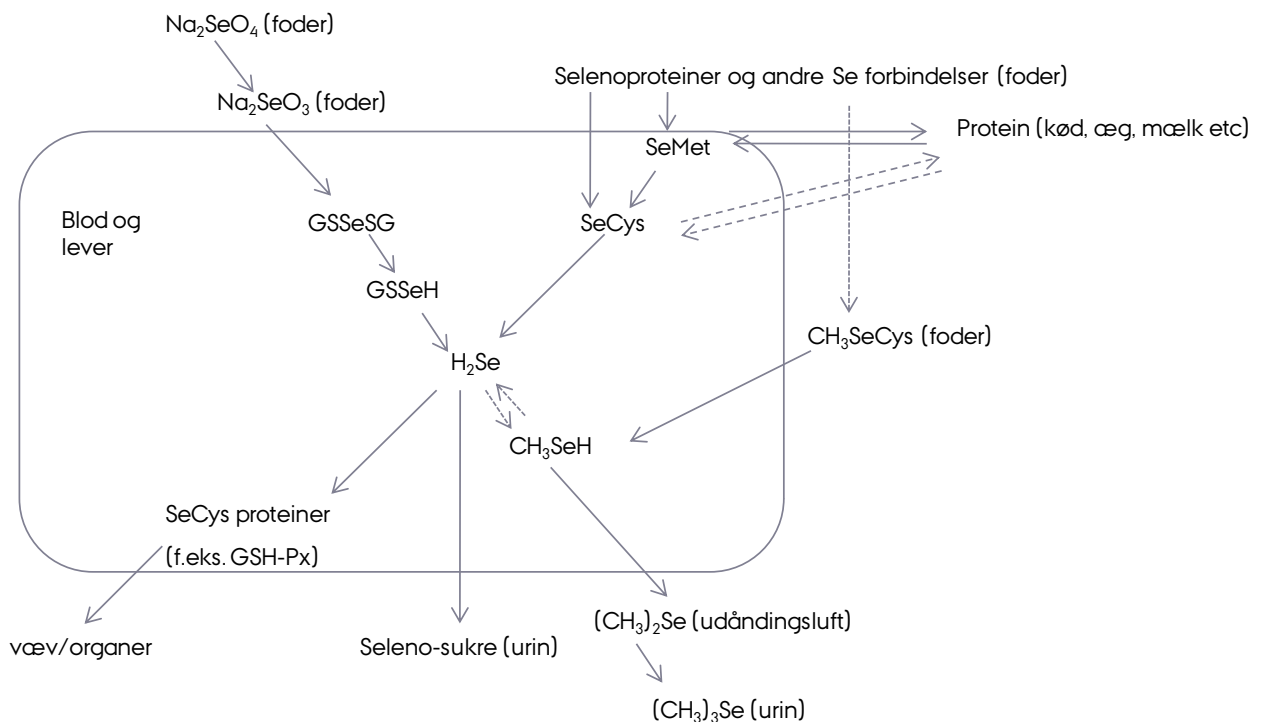 Na₂SeO₄ (foder)
Selenoproteiner og andre Se forbindelser (foder)
Na₂SeO₃ (foder)
Protein (kød, æg, mælk etc)
SeMet
Blod og
lever
GSSeSG
SeCys
GSSeH
CH₃SeCys (foder)
H₂Se
CH₃SeH
SeCys proteiner
(f.eks. GSH-Px)
(CH₃)₂Se (udåndingsluft)
væv/organer
Seleno-sukre (urin)
(CH₃)₃Se (urin)